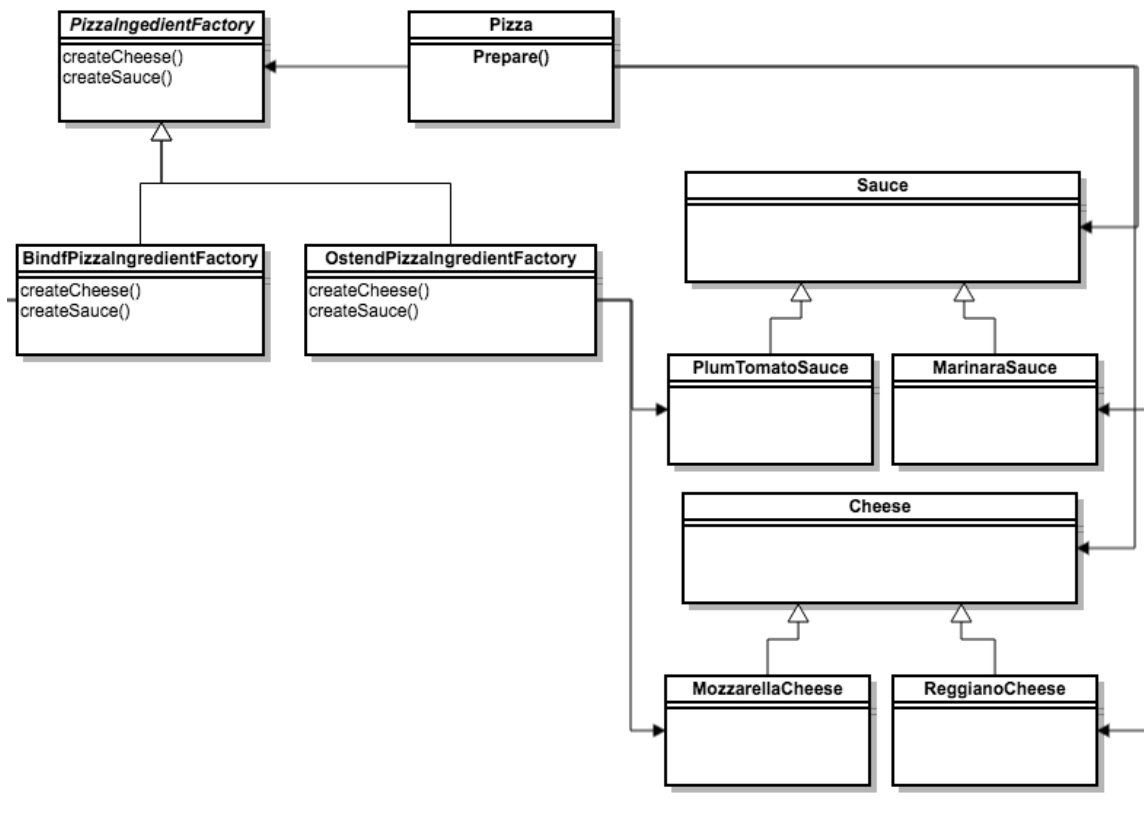 PizzaIngedientFactory
createCheese()
createSauce()
Pizza
Prepare()
Sauce
BindfPizzaIngredientFactory
createCheese()
createSauce()
OstendPizzaIngredientFactory
createCheese()
createSauce()
PlumTomatoSauce
MarinaraSauce
Cheese
MozzarellaCheese
ReggianoCheese